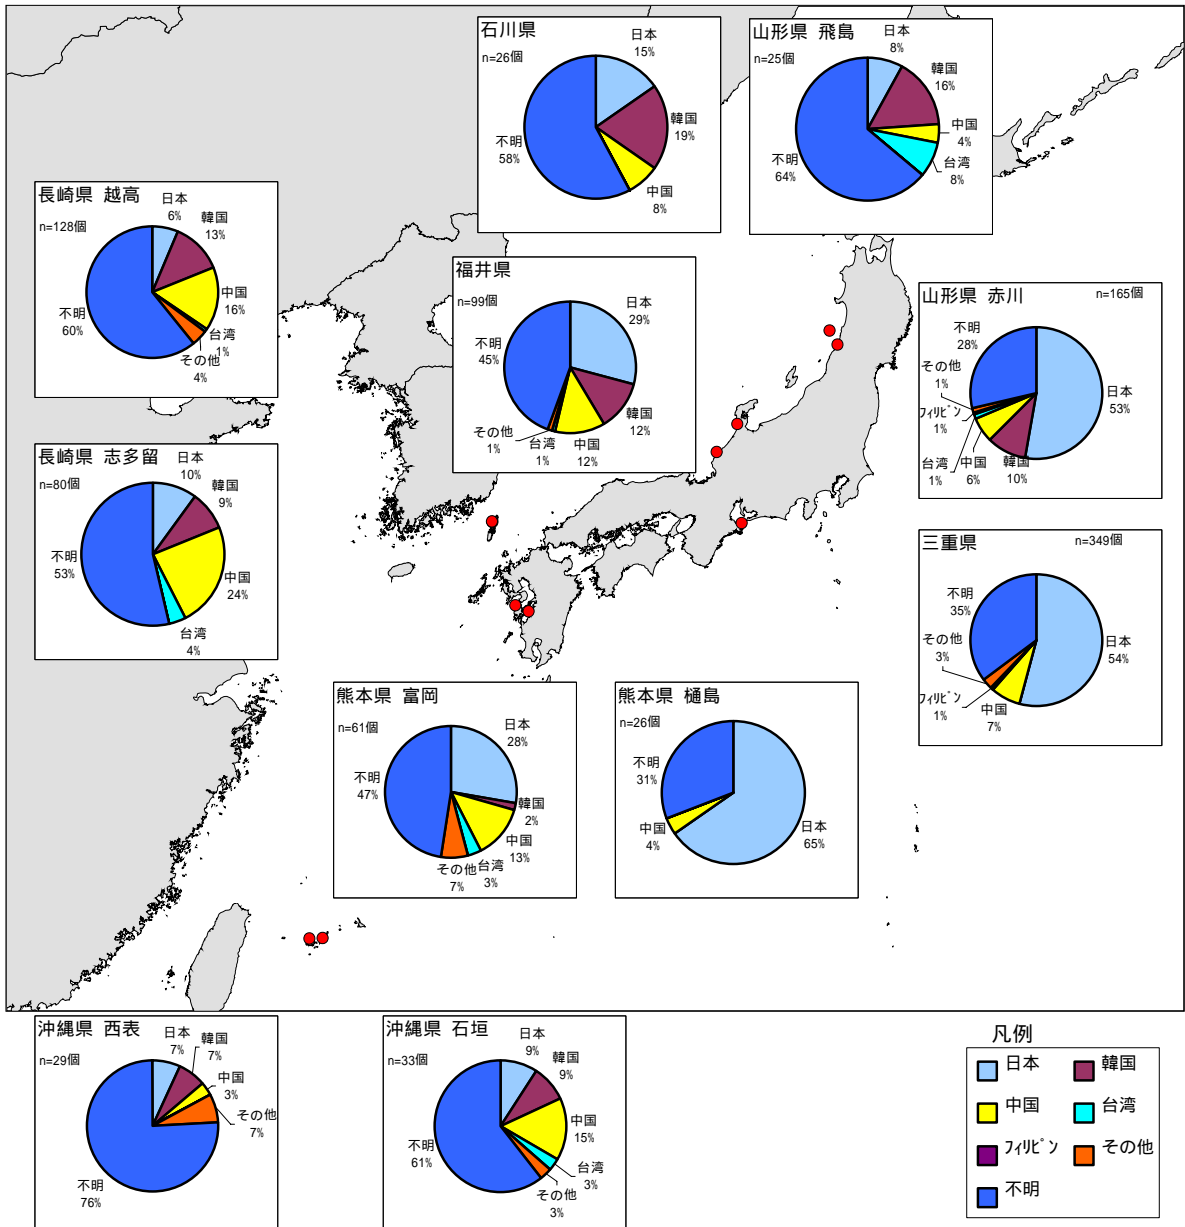 石川県
n=26個
日本
15%
韓国
19%
中国
8%
不明
58%
山形県 飛島
n=25個
日本
8%
韓国
16%
中国
4%
台湾
8%
不明
64%
長崎県 越高
n=128個
日本
6%
韓国
13%
中国
16%
台湾
1%
その他
4%
不明
60%
福井県
n=99個
日本
29%
韓国
12%
中国
12%
台湾
1%
その他
1%
不明
45%
山形県 赤川
n=165個
不明
28%
その他
1%
フィリピン
1%
台湾
1%
中国
6%
韓国
10%
日本
53%
長崎県 志多留
n=80個
日本
10%
韓国
9%
中国
24%
台湾
4%
不明
53%
三重県
n=349個
不明
35%
その他
3%
フィリピン
1%
中国
7%
日本
54%
熊本県 富岡
n=61個
日本
28%
韓国
2%
中国
13%
台湾
3%
その他
7%
不明
47%
熊本県 樋島
n=26個
不明
31%
中国
4%
日本
65%
沖縄県 西表
n=29個
日本
7%
韓国
7%
中国
3%
その他
7%
不明
76%
沖縄県 石垣
n=33個
日本
9%
韓国
9%
中国
15%
台湾
3%
その他
3%
不明
61%
凡例
日本 韓国
中国 台湾
フィリピン その他
不明